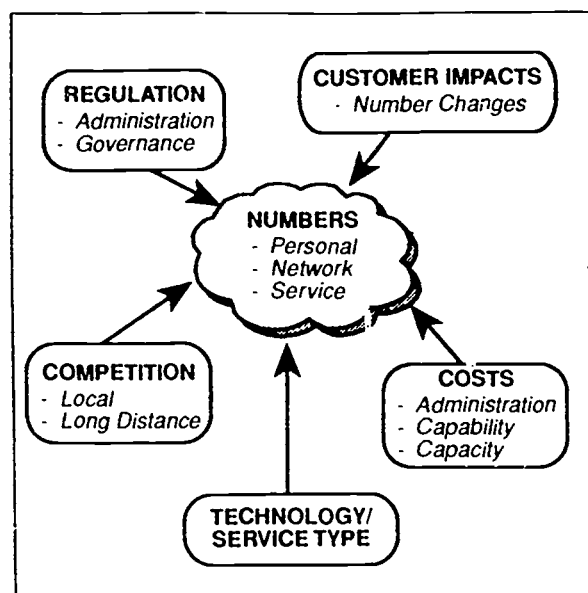 REGULATION
- Administration
- Governance
CUSTOMER IMPACTS
- Number Changes
NUMBERS
- Personal
- Network
- Service
COMPETITION
- Local
- Long Distance
COSTS
- Administration
- Capability
- Capacity
TECHNOLOGY/
SERVICE TYPE